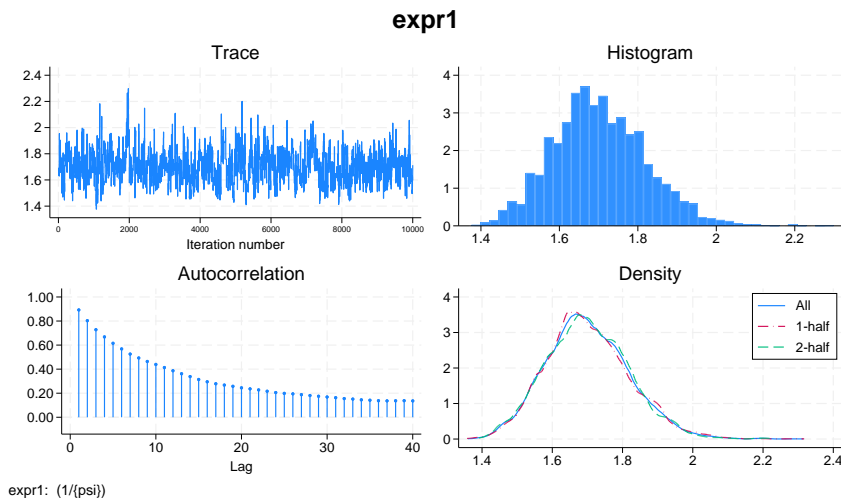 expr1
Trace
2.4
2.2
2
1.8
1.6
1.4
0 2000 4000 6000 8000 10000
Iteration number
Histogram
4
3
2
1
0
1.4 1.6 1.8 2 2.2
Autocorrelation
1.00
0.80
0.60
0.40
0.20
0.00
0 10 20 30 40
Lag
Density
4
3
2
1
0
1.4 1.6 1.8 2 2.2 2.4
All
1-half
2-half
expr1: (1/{psi})